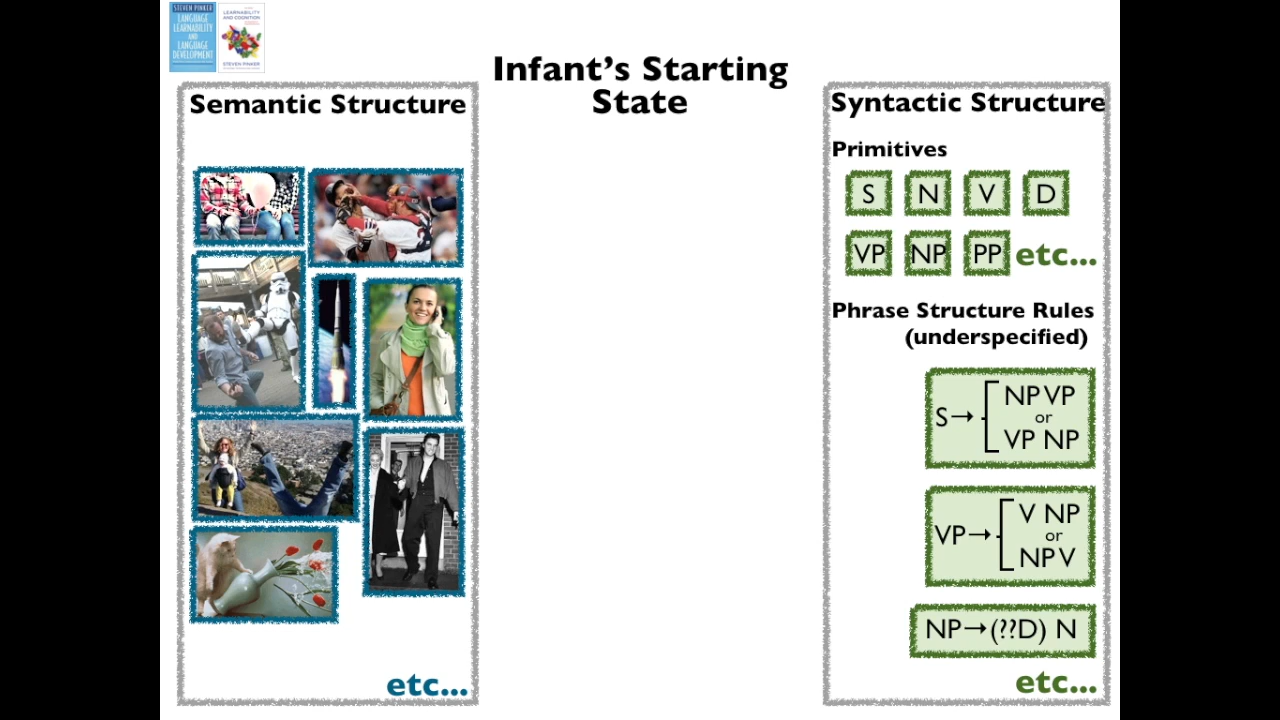 STEVEN PINKER
LANGUAGE
LEARNABILITY
AND
LANGUAGE
DEVELOPMENT
LEARNABILITY
AND COGNITION
STEVEN PINKER
Infant's Starting
State
Semantic Structure
etc...
Syntactic Structure
Primitives
S N V D
VP NP PP etc...
Phrase Structure Rules
(underspecified)
S→ NP VP
or
VP NP
VP→ V NP
or
NP V
NP→(??D) N
etc...